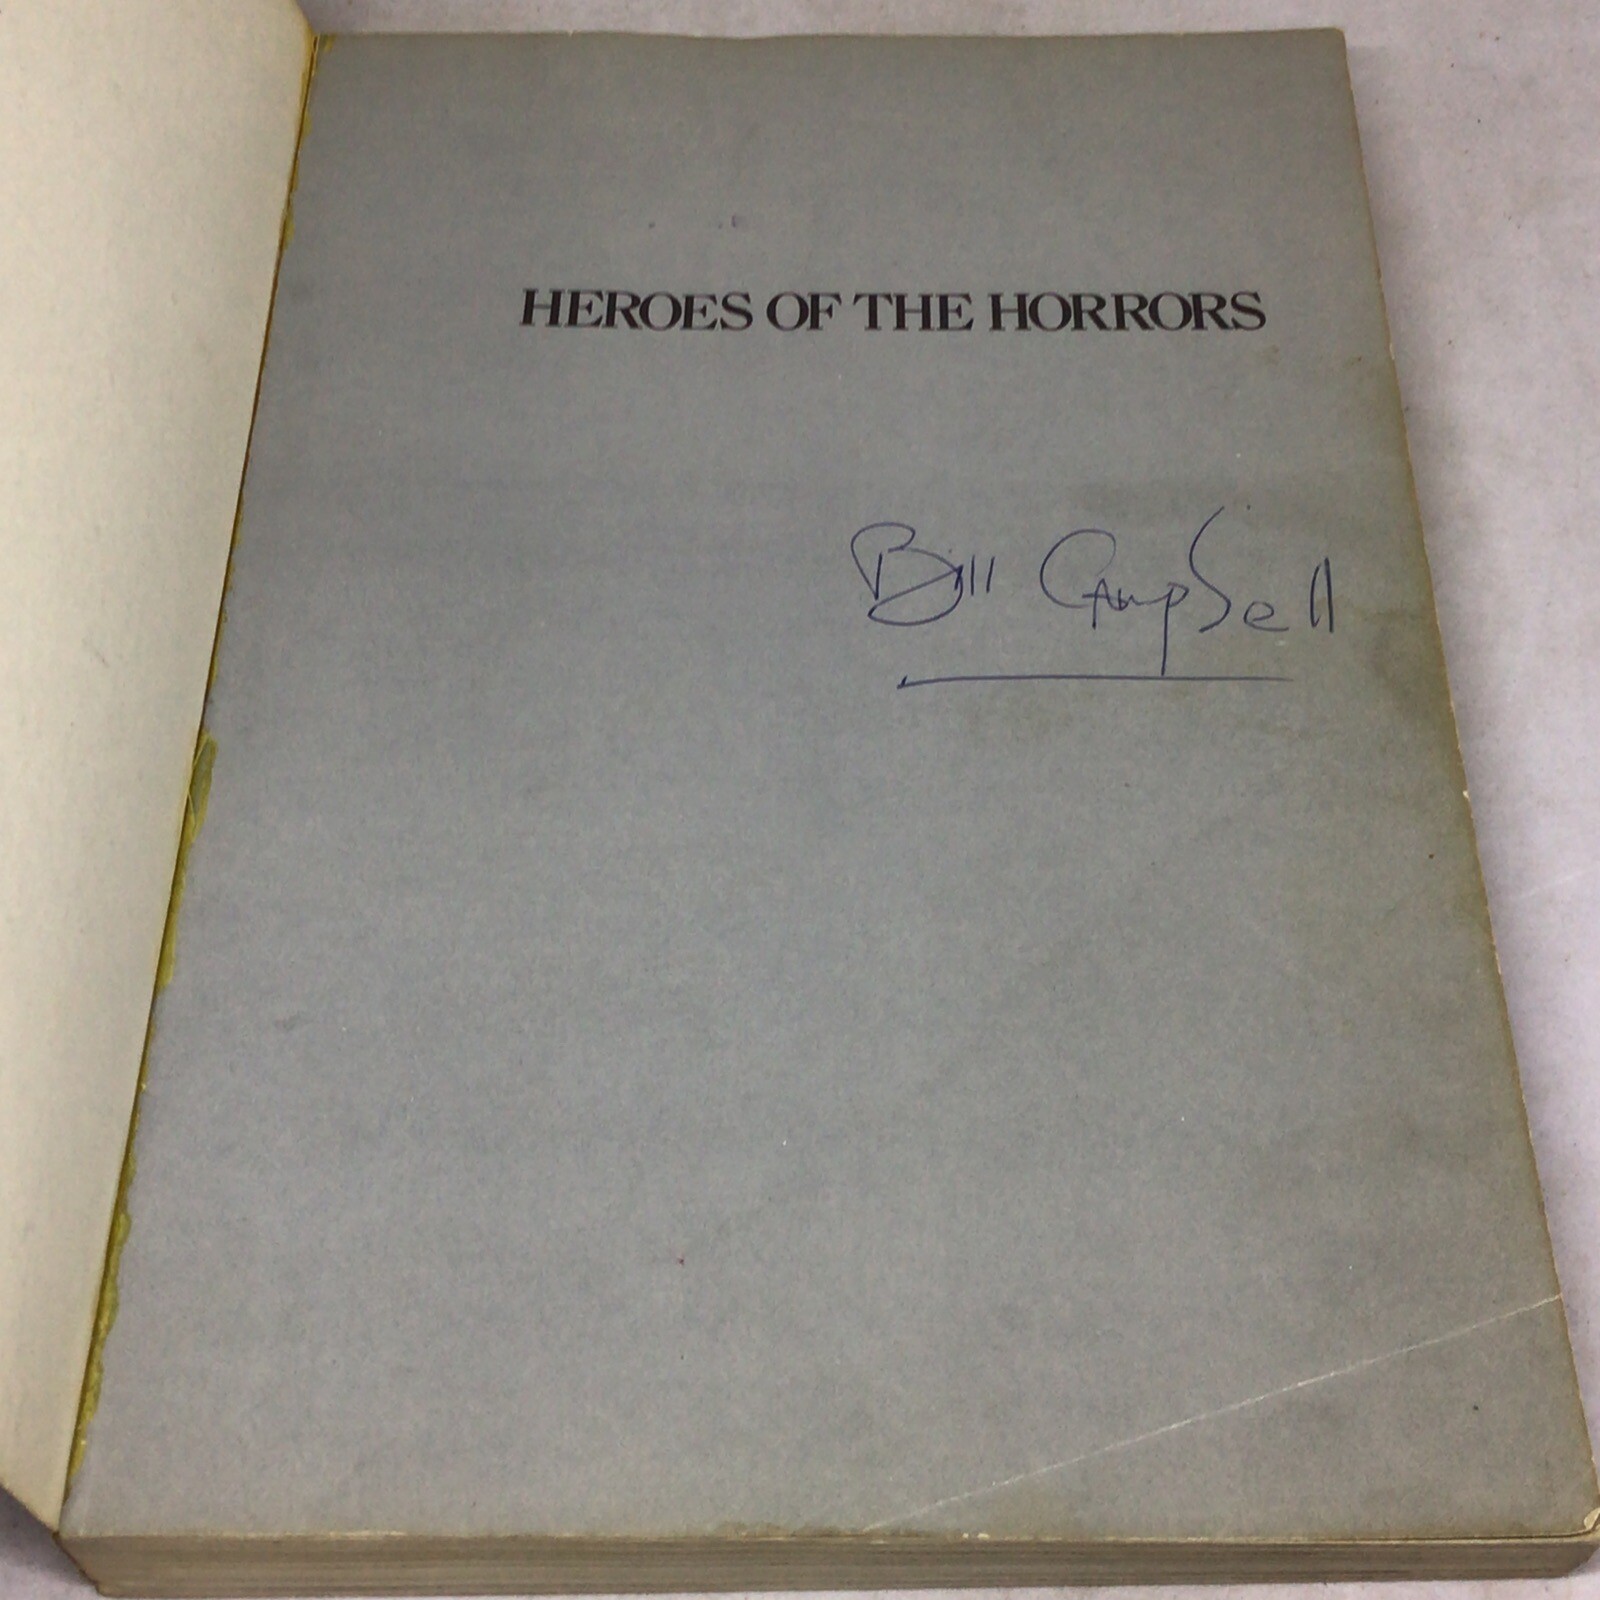 HEROES OF THE HORRORS
Bill Campbell